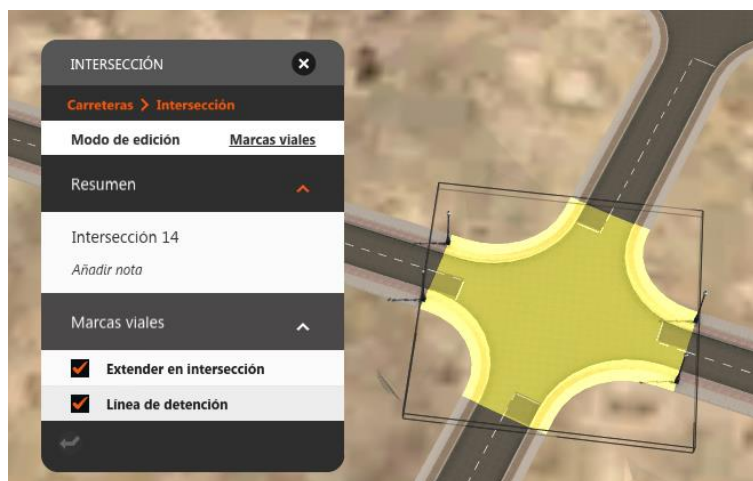 INTERSECCIÓN
Carreteras > Intersección
Modo de edición Marcas viales
Resumen
Intersección 14
Añadir nota
Marcas viales
Extender en intersección
Línea de detención